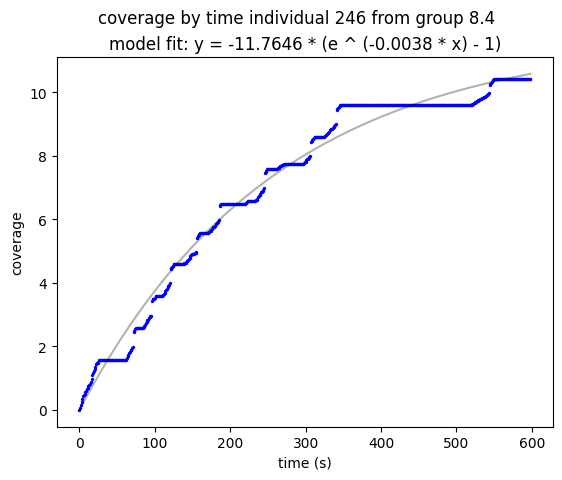 coverage by time individual 246 from group 8.4
model fit: y = -11.7646 * (e ^ (-0.0038 * x) - 1)
coverage
10
8
6
4
2
0
0 100 200 300 400 500 600
time (s)